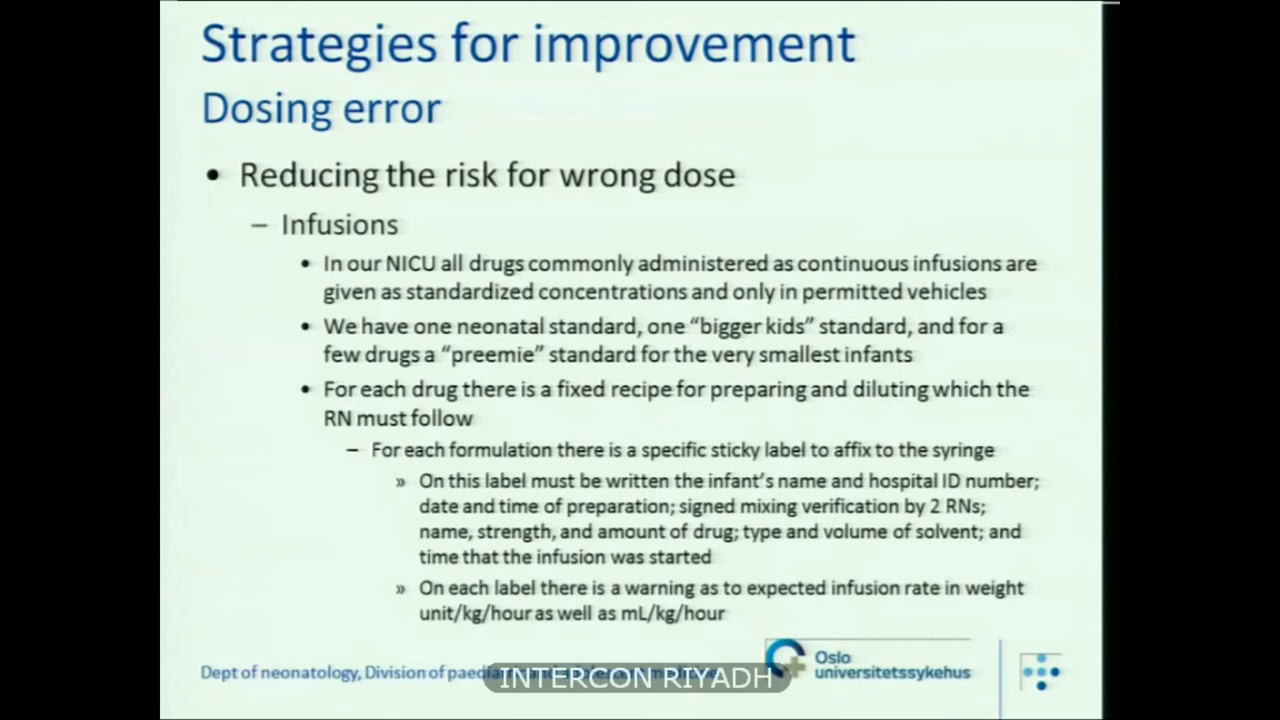 Strategies for improvement
Dosing error
• Reducing the risk for wrong dose
– Infusions
• In our NICU all drugs commonly administered as continuous infusions are
given as standardized concentrations and only in permitted vehicles
• We have one neonatal standard, one “bigger kids” standard, and for a
few drugs a “preemie” standard for the very smallest infants
• For each drug there is a fixed recipe for preparing and diluting which the
RN must follow
– For each formulation there is a specific sticky label to affix to the syringe
» On this label must be written the infant’s name and hospital ID number;
date and time of preparation; signed mixing verification by 2 RNs;
name, strength, and amount of drug; type and volume of solvent; and
time that the infusion was started
» On each label there is a warning as to expected infusion rate in weight
unit/kg/hour as well as mL/kg/hour
Dept of neonatology, Division of
INTERCON RIYADH
Oslo
universitetssykehus